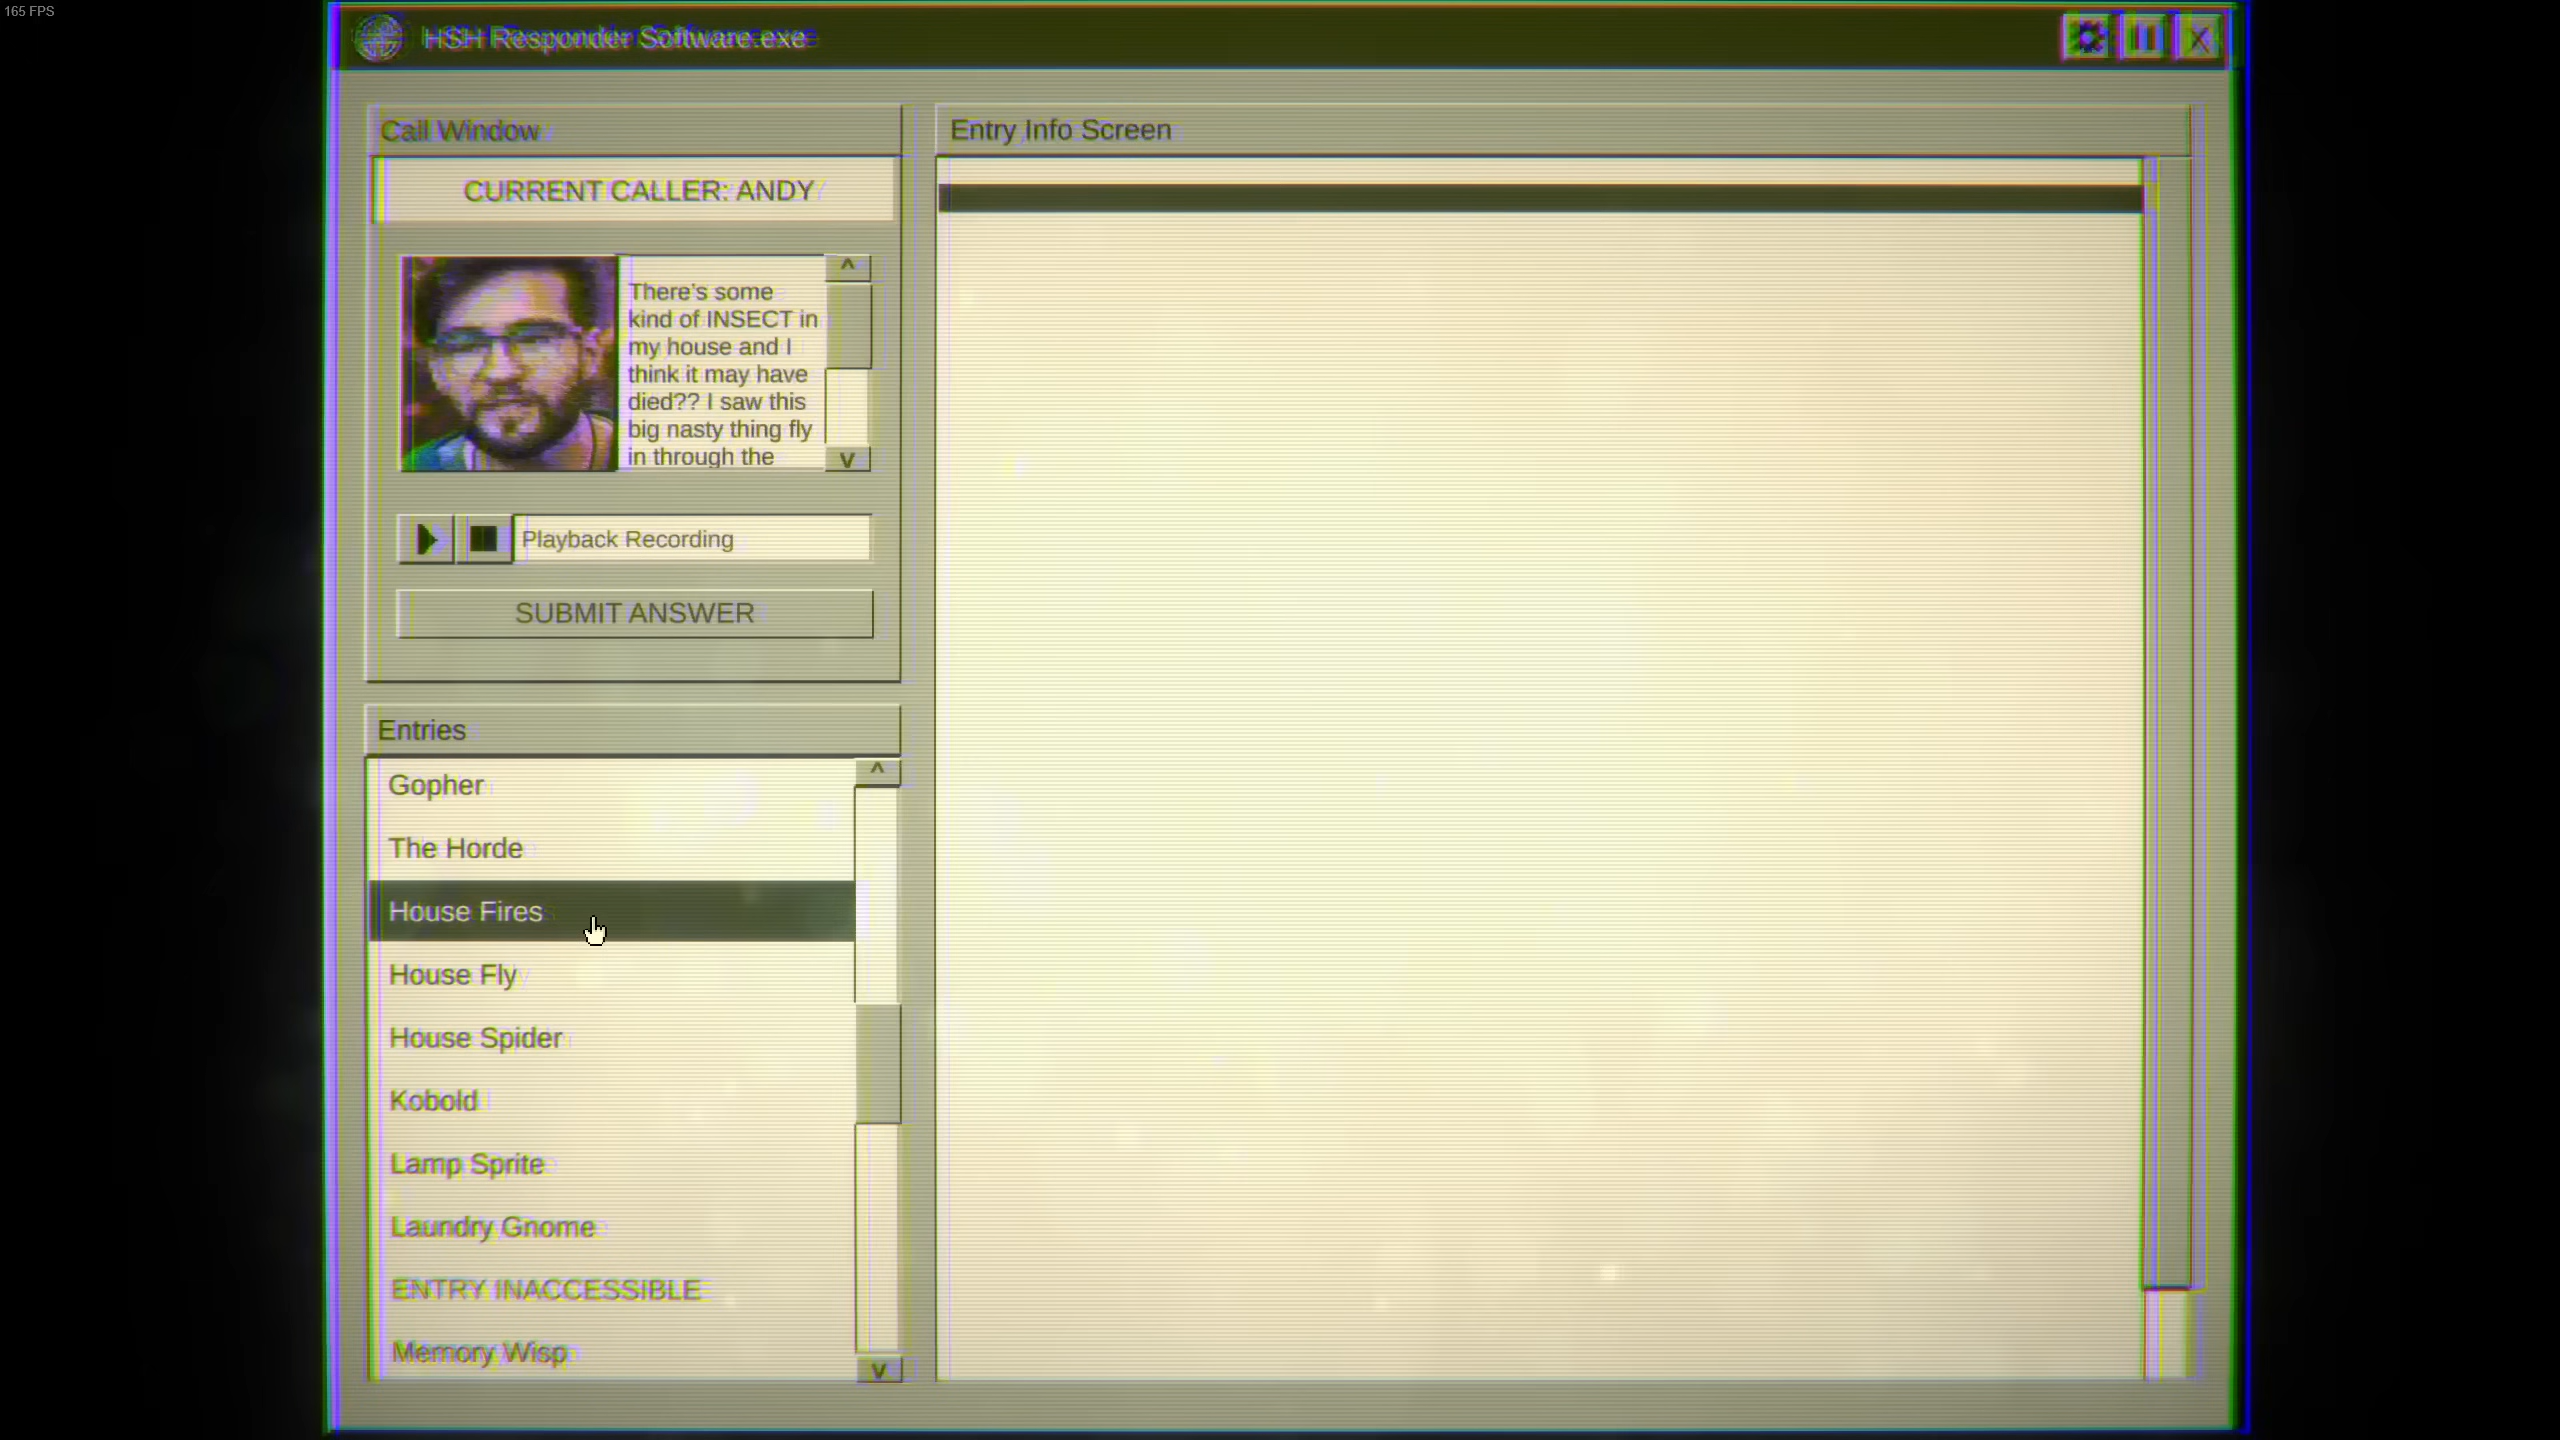 165 FPS
HSH Responder Software.exe
X
Call Window
CURRENT CALLER: ANDY
There's some
kind of INSECT in
my house and I
think it may have
died?? I saw this
big nasty thing fly
in through the
Playback Recording
SUBMIT ANSWER
Entries
Gopher
The Horde
House Fires
House Fly
House Spider
Kobold
Lamp Sprite
Laundry Gnome
ENTRY INACCESSIBLE
Memory Wisp
Entry Info Screen